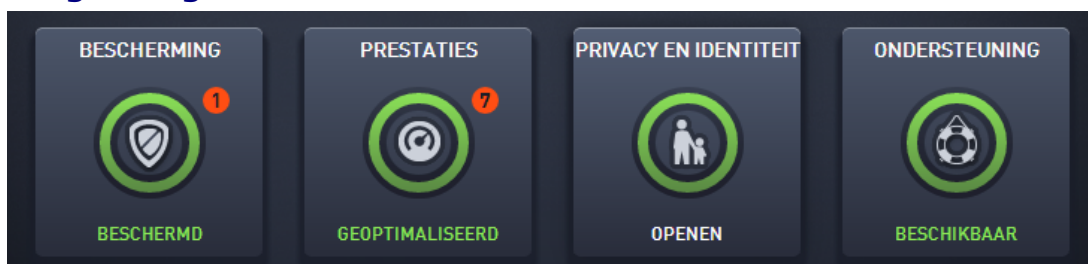 BESCHERMING
1
BESCHERMD
PRESTATIES
7
GEOPTIMALISEERD
PRIVACY EN IDENTITEIT
OPENEN
ONDERSTEUNING
BESCHIKBAAR